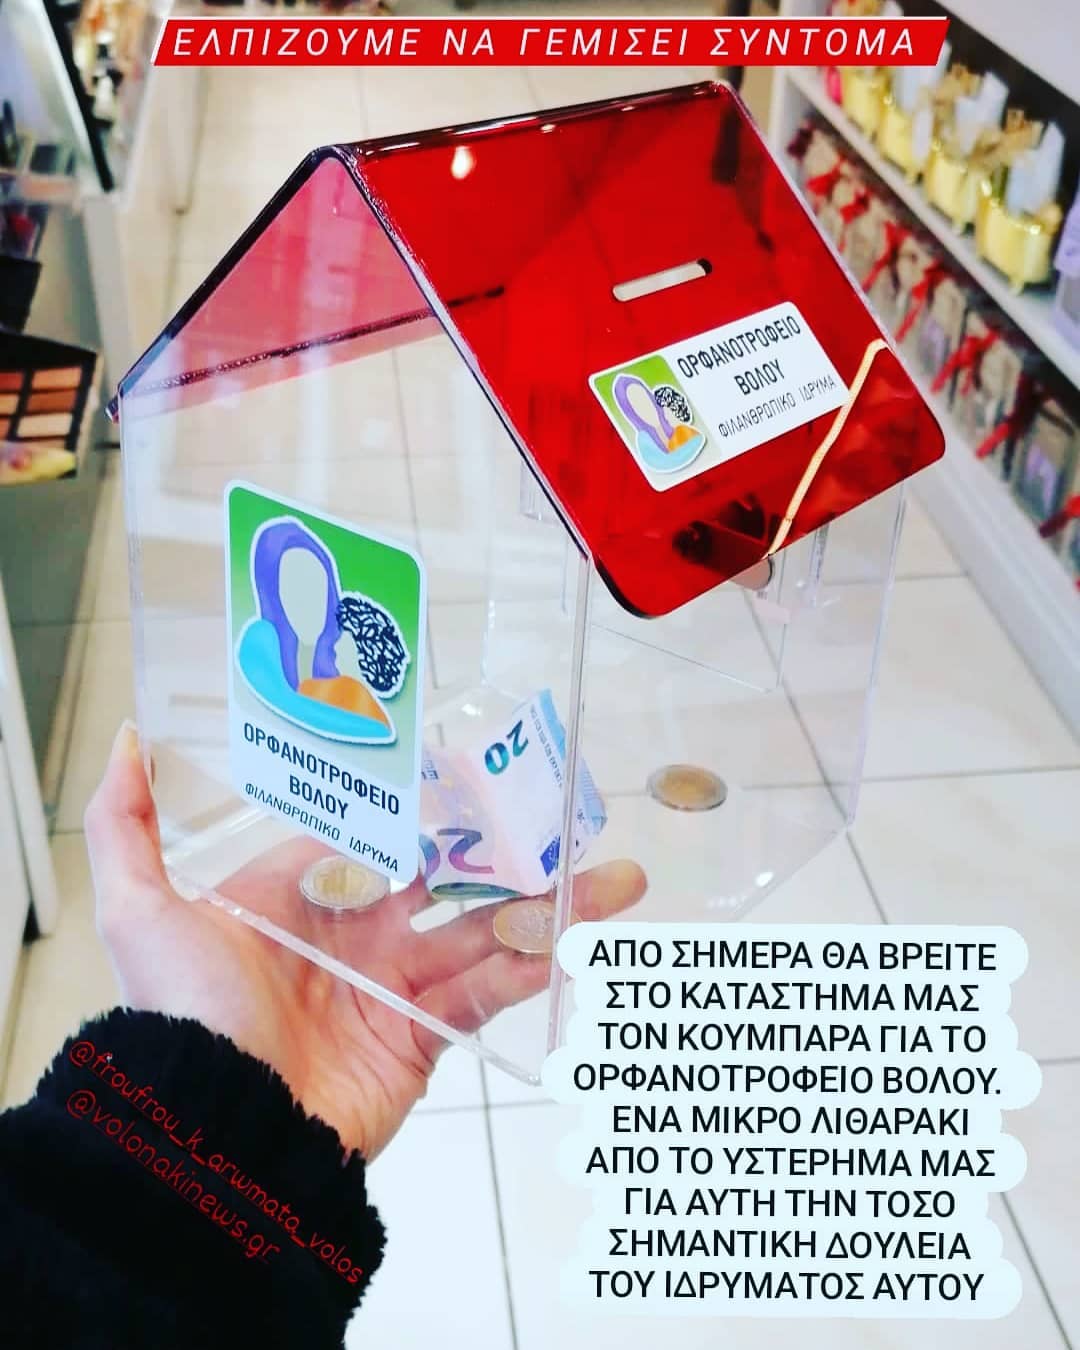 ΕΛΠΙΖΟΥΜΕ ΝΑ ΓΕΜΙΣΕΙ ΣΥΝΤΟΜΑ
ΟΡΦΑΝΟΤΡΟΦΕΙΟ
ΒΟΛΟΥ
ΦΙΛΑΝΘΡΩΠΙΚΟ ΙΔΡΥΜΑ
ΟΡΦΑΝΟΤΡΟΦΕΙΟ
ΒΟΛΟΥ
ΦΙΛΑΝΘΡΩΠΙΚΟ ΙΔΡΥΜΑ
20
20
ΑΠΟ ΣΗΜΕΡΑ ΘΑ ΒΡΕΙΤΕ
ΣΤΟ ΚΑΤΑΣΤΗΜΑ ΜΑΣ
ΤΟΝ ΚΟΥΜΠΑΡΑ ΓΙΑ ΤΟ
ΟΡΦΑΝΟΤΡΟΦΕΙΟ ΒΟΛΟΥ.
ΕΝΑ ΜΙΚΡΟ ΛΙΘΑΡΑΚΙ
ΑΠΟ ΤΟ ΥΣΤΕΡΗΜΑ ΜΑΣ
ΓΙΑ ΑΥΤΗ ΤΗΝ ΤΟΣΟ
ΣΗΜΑΝΤΙΚΗ ΔΟΥΛΕΙΑ
ΤΟΥ ΙΔΡΥΜΑΤΟΣ ΑΥΤΟΥ
@froufrou_k_arwmata_volos
@volonakinews.gr